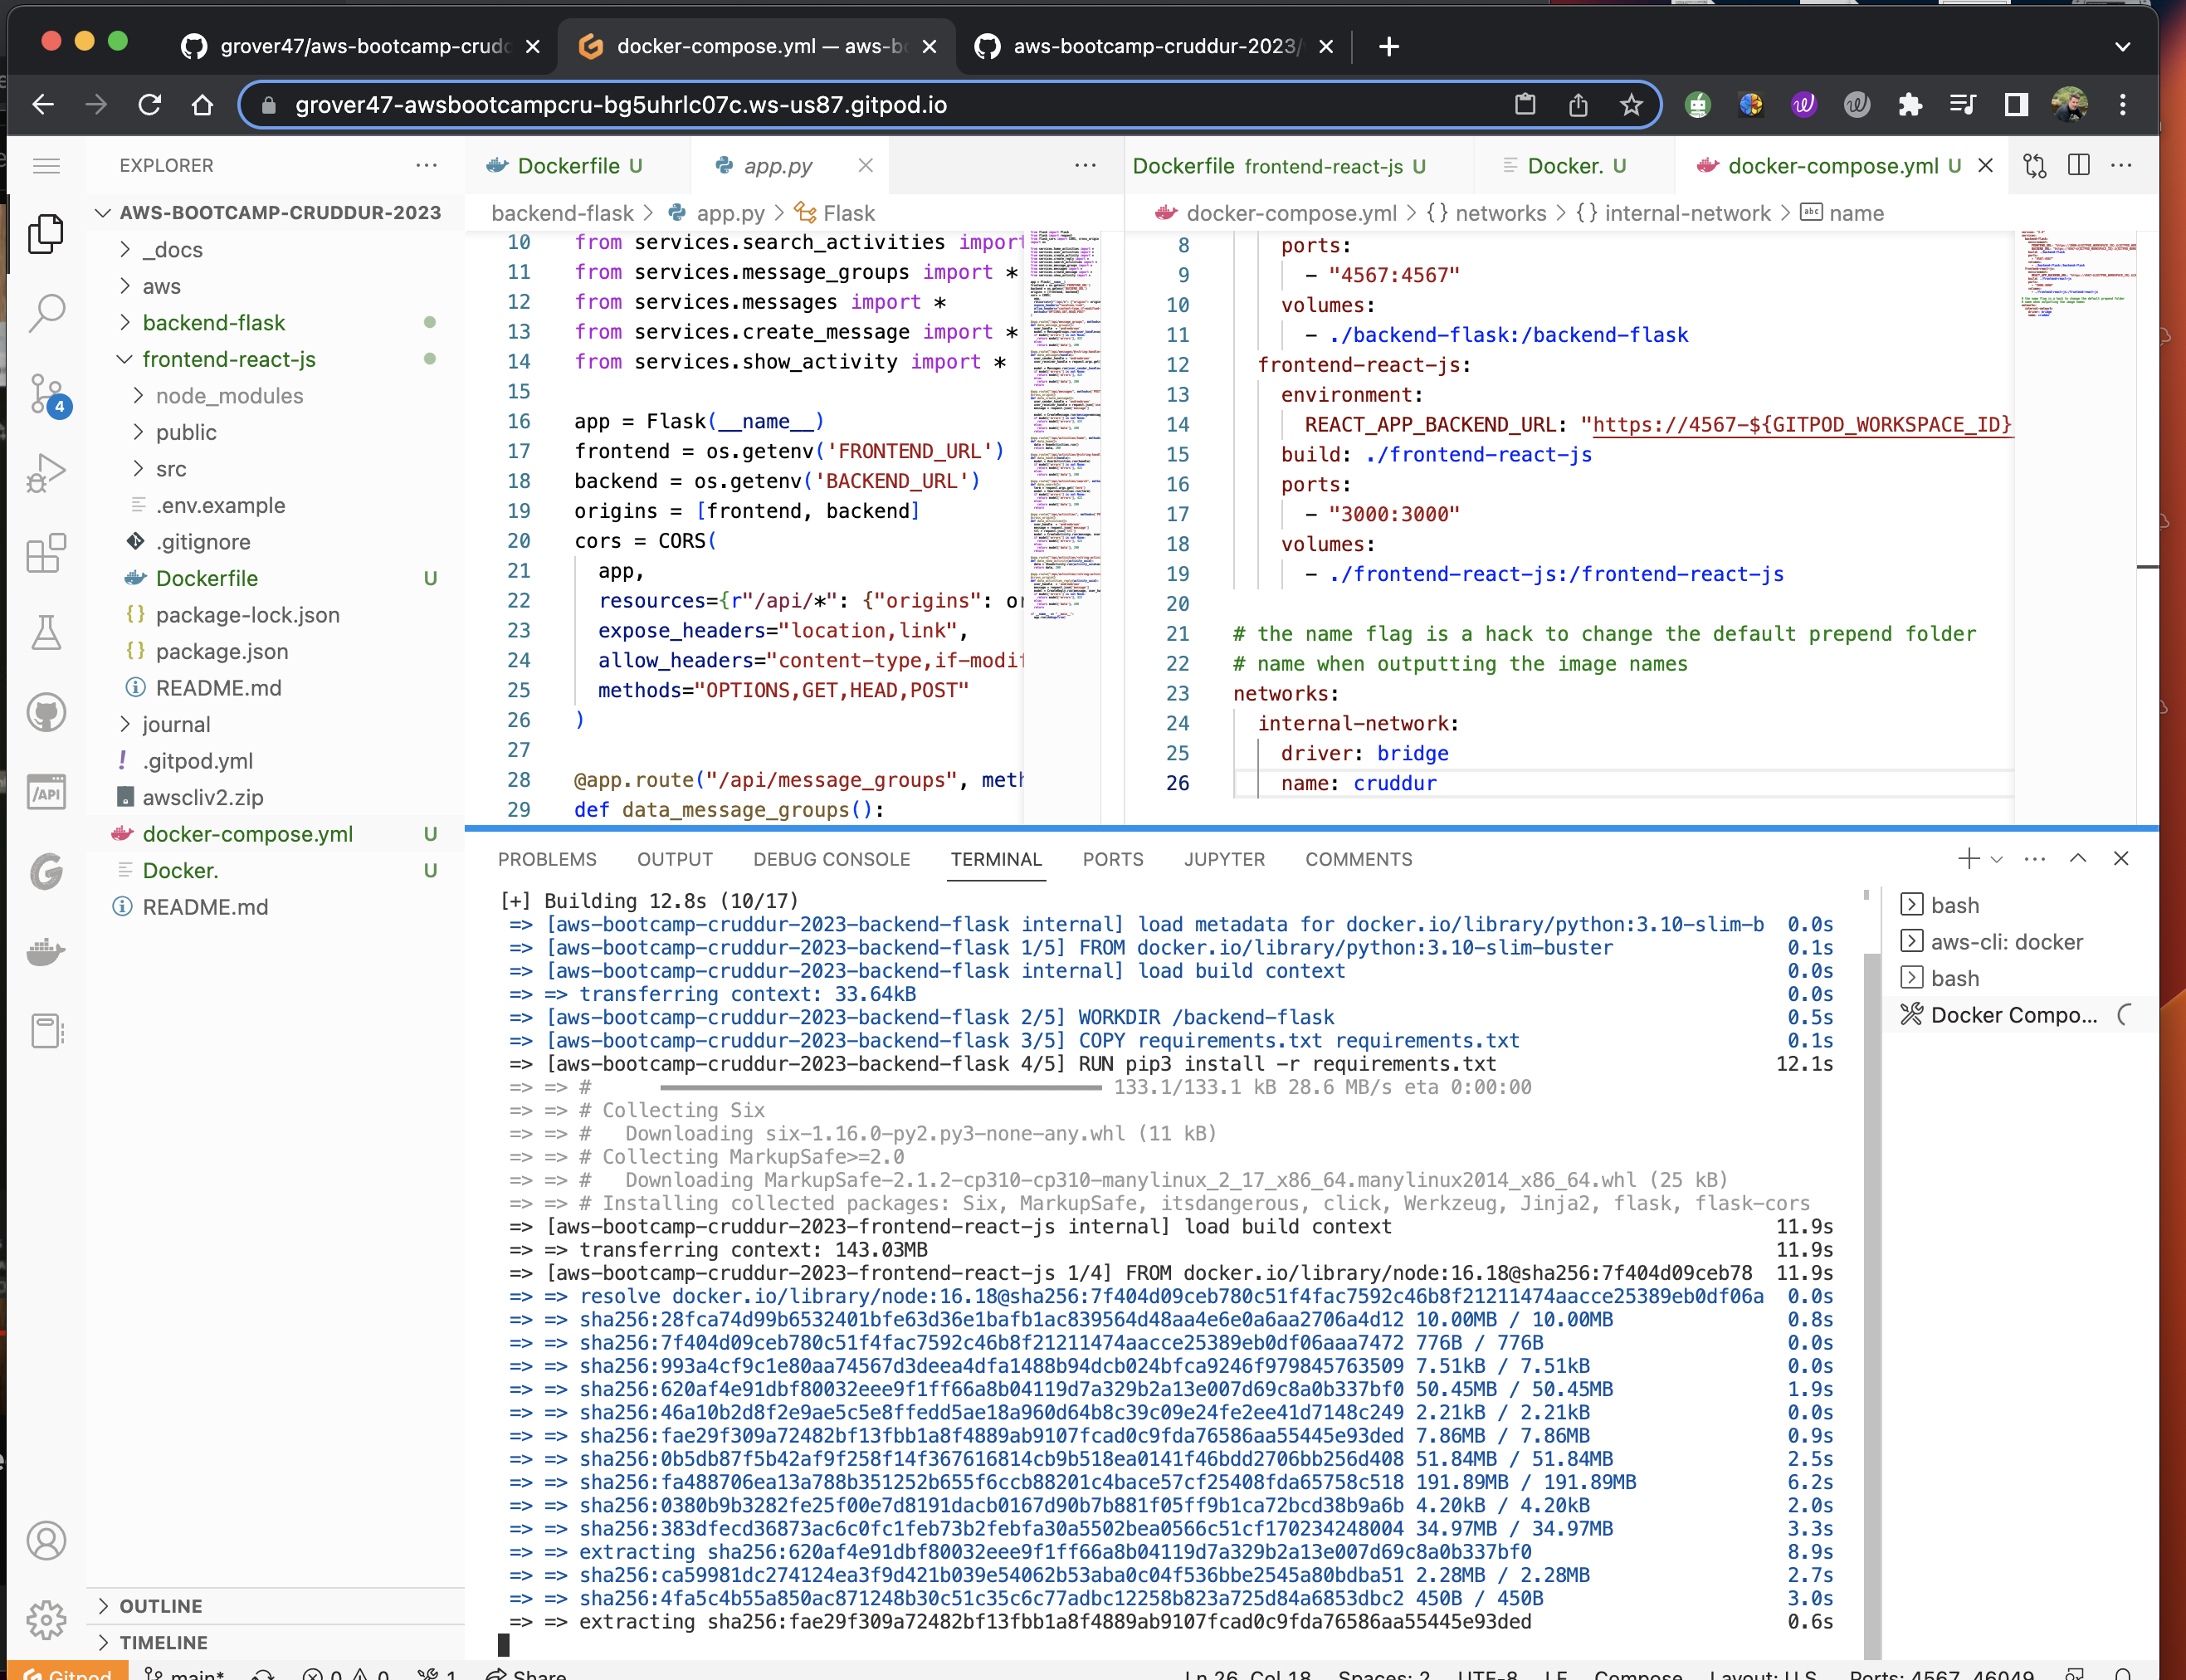 grover47/aws-bootcamp-crudd
docker-compose.yml — aws-bo
aws-bootcamp-cruddur-2023/
grover47-awsbootcampcru-bg5uhrlc07c.ws-us87.gitpod.io
EXPLORER
AWS-BOOTCAMP-CRUDDUR-2023
_docs
aws
backend-flask
frontend-react-js
node_modules
public
src
.env.example
.gitignore
Dockerfile U
package-lock.json
package.json
README.md
journal
.gitpod.yml
awscliv2.zip
docker-compose.yml U
Docker. U
README.md
OUTLINE
TIMELINE
4
/API
Dockerfile U
app.py
backend-flask > app.py > Flask
10 from services.search_activities import
11 from services.message_groups import *
12 from services.messages import *
13 from services.create_message import *
14 from services.show_activity import *
15
16 app = Flask(__name__)
17 frontend = os.getenv('FRONTEND_URL')
18 backend = os.getenv('BACKEND_URL')
19 origins = [frontend, backend]
20 cors = CORS(
21 app,
22 resources={r"/api/*": {"origins": or
23 expose_headers="location,link",
24 allow_headers="content-type,if-modif
25 methods="OPTIONS,GET,HEAD,POST"
26 )
27
28 @app.route("/api/message_groups", meth
29 def data_message_groups():
Dockerfile frontend-react-js U
Docker. U
docker-compose.yml U
docker-compose.yml > {} networks > {} internal-network > abc name
8 ports:
9 - "4567:4567"
10 volumes:
11 - ./backend-flask:/backend-flask
12 frontend-react-js:
13 environment:
14 REACT_APP_BACKEND_URL: "https://4567-${GITPOD_WORKSPACE_ID}
15 build: ./frontend-react-js
16 ports:
17 - "3000:3000"
18 volumes:
19 - ./frontend-react-js:/frontend-react-js
20
21 # the name flag is a hack to change the default prepend folder
22 # name when outputting the image names
23 networks:
24 internal-network:
25 driver: bridge
26 name: cruddur
PROBLEMS OUTPUT DEBUG CONSOLE TERMINAL PORTS JUPYTER COMMENTS
[+] Building 12.8s (10/17)
=> [aws-bootcamp-cruddur-2023-backend-flask internal] load metadata for docker.io/library/python:3.10-slim-b 0.0s
=> [aws-bootcamp-cruddur-2023-backend-flask 1/5] FROM docker.io/library/python:3.10-slim-buster 0.1s
=> [aws-bootcamp-cruddur-2023-backend-flask internal] load build context 0.0s
=> => transferring context: 33.64kB 0.0s
=> [aws-bootcamp-cruddur-2023-backend-flask 2/5] WORKDIR /backend-flask 0.5s
=> [aws-bootcamp-cruddur-2023-backend-flask 3/5] COPY requirements.txt requirements.txt 0.1s
=> [aws-bootcamp-cruddur-2023-backend-flask 4/5] RUN pip3 install -r requirements.txt 12.1s
=> => # 133.1/133.1 kB 28.6 MB/s eta 0:00:00
=> => # Collecting Six
=> => # Downloading six-1.16.0-py2.py3-none-any.whl (11 kB)
=> => # Collecting MarkupSafe>=2.0
=> => # Downloading MarkupSafe-2.1.2-cp310-cp310-manylinux_2_17_x86_64.manylinux2014_x86_64.whl (25 kB)
=> => # Installing collected packages: Six, MarkupSafe, itsdangerous, click, Werkzeug, Jinja2, flask, flask-cors
=> [aws-bootcamp-cruddur-2023-frontend-react-js internal] load build context 11.9s
=> => transferring context: 143.03MB 11.9s
=> [aws-bootcamp-cruddur-2023-frontend-react-js 1/4] FROM docker.io/library/node:16.18@sha256:7f404d09ceb78 11.9s
=> => resolve docker.io/library/node:16.18@sha256:7f404d09ceb780c51f4fac7592c46b8f21211474aacce25389eb0df06a 0.0s
=> => sha256:28fca74d99b6532401bfe63d36e1bafb1ac839564d48aa4e6e0a6aa2706a4d12 10.00MB / 10.00MB 0.8s
=> => sha256:7f404d09ceb780c51f4fac7592c46b8f21211474aacce25389eb0df06aaa7472 776B / 776B 0.0s
=> => sha256:993a4cf9c1e80aa74567d3deea4dfa1488b94dcb024bfca9246f979845763509 7.51kB / 7.51kB 0.0s
=> => sha256:620af4e91dbf80032eee9f1ff66a8b04119d7a329b2a13e007d69c8a0b337bf0 50.45MB / 50.45MB 1.9s
=> => sha256:46a10b2d8f2e9ae5c5e8ffedd5ae18a960d64b8c39c09e24fe2ee41d7148c249 2.21kB / 2.21kB 0.0s
=> => sha256:fae29f309a72482bf13fbb1a8f4889ab9107fcad0c9fda76586aa55445e93ded 7.86MB / 7.86MB 0.9s
=> => sha256:0b5db87f5b42af9f258f14f367616814cb9b518ea0141f46bdd2706bb256d408 51.84MB / 51.84MB 2.5s
=> => sha256:fa488706ea13a788b351252b655f6ccb88201c4bace57cf25408fda65758c518 191.89MB / 191.89MB 6.2s
=> => sha256:0380b9b3282fe25f00e7d8191dacb0167d90b7b881f05ff9b1ca72bcd38b9a6b 4.20kB / 4.20kB 2.0s
=> => sha256:383dfecd36873ac6c0fc1feb73b2febfa30a5502bea0566c51cf170234248004 34.97MB / 34.97MB 3.3s
=> => extracting sha256:620af4e91dbf80032eee9f1ff66a8b04119d7a329b2a13e007d69c8a0b337bf0 8.9s
=> => sha256:ca59981dc274124ea3f9d421b039e54062b53aba0c04f536bbe2545a80bdba51 2.28MB / 2.28MB 2.7s
=> => sha256:4fa5c4b55a850ac871248b30c51c35c6c77adbc12258b823a725d84a6853dbc2 450B / 450B 3.0s
=> => extracting sha256:fae29f309a72482bf13fbb1a8f4889ab9107fcad0c9fda76586aa55445e93ded 0.6s
bash
aws-cli: docker
bash
Docker Compo...
Gitpod main* 0 0 1 Share Ln 26, Col 18 Spaces: 2 UTF-8 LF Compose Layout: U.S. Ports: 4567, 46049